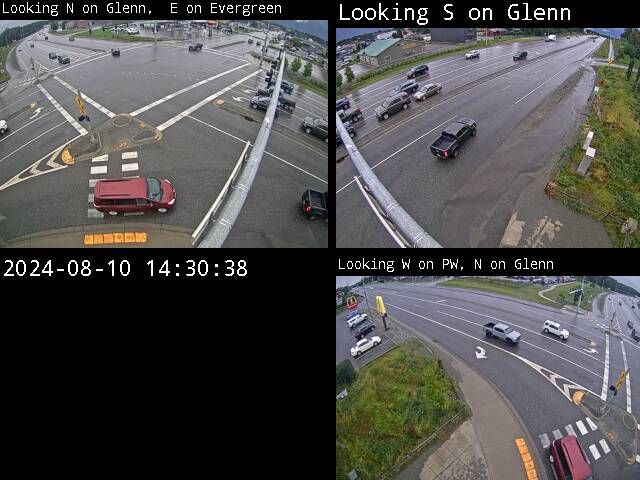 Looking N on Glenn,  E on Evergreen
Looking S on Glenn
2024-08-10 14:30:38
Looking W on PW, N on Glenn